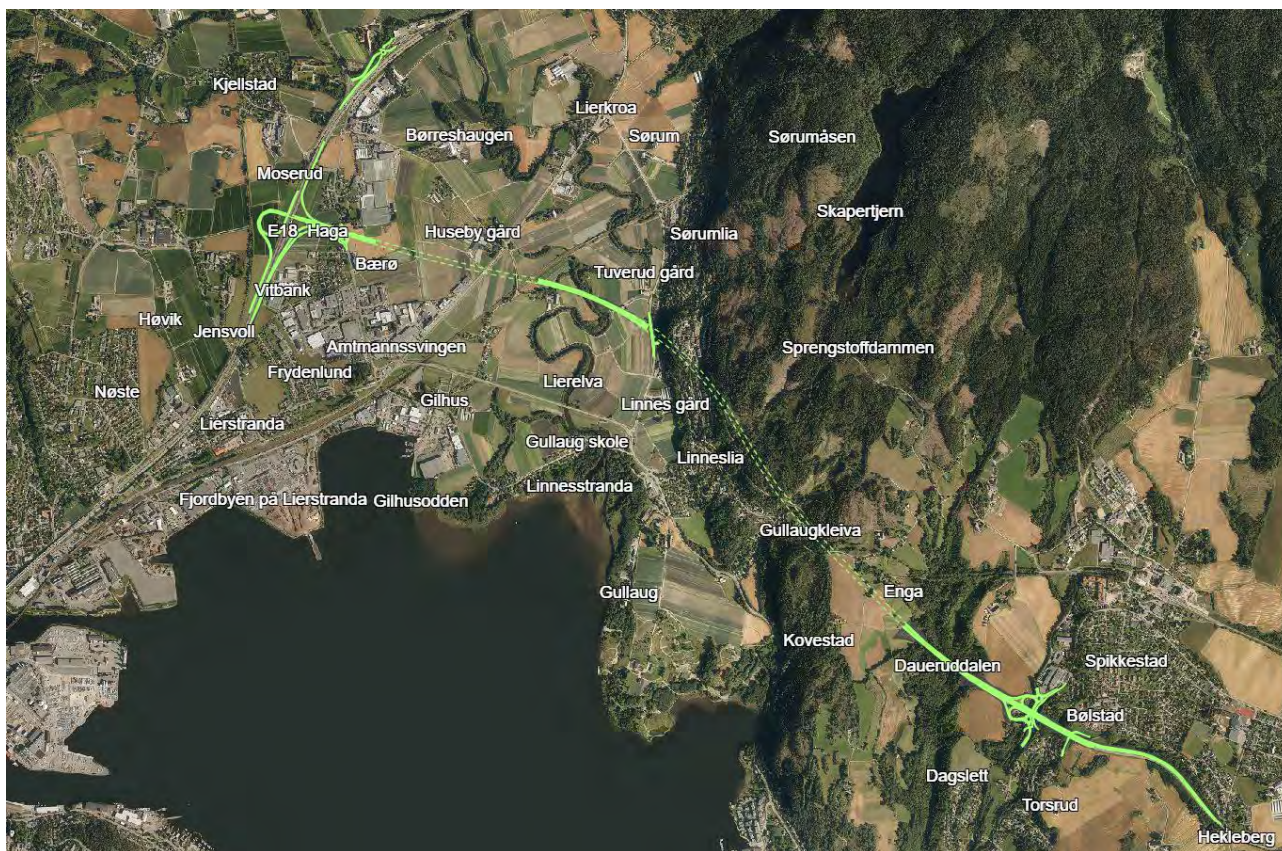 Kjellstad
Lierkroa
Børreshaugen
Sørum
Sørumåsen
Moserud
Skapertjern
E18
Haga
Huseby gård
Sørumlia
Bærø
Tuverud gård
Vitbank
Høvik
Jensvoll
Amtmannssvingen
Sprengstoffdammen
Frydenlund
Lierelva
Nøste
Gilhus
Linnes gård
Lierstranda
Gullaug skole
Linneslia
Fjordbyen på Lierstranda
Gilhusodden
Linnesstranda
Gullaugkleiva
Gullaug
Enga
Kovestad
Daueruddalen
Spikkestad
Bølstad
Dagslett
Torsrud
Hekleberg